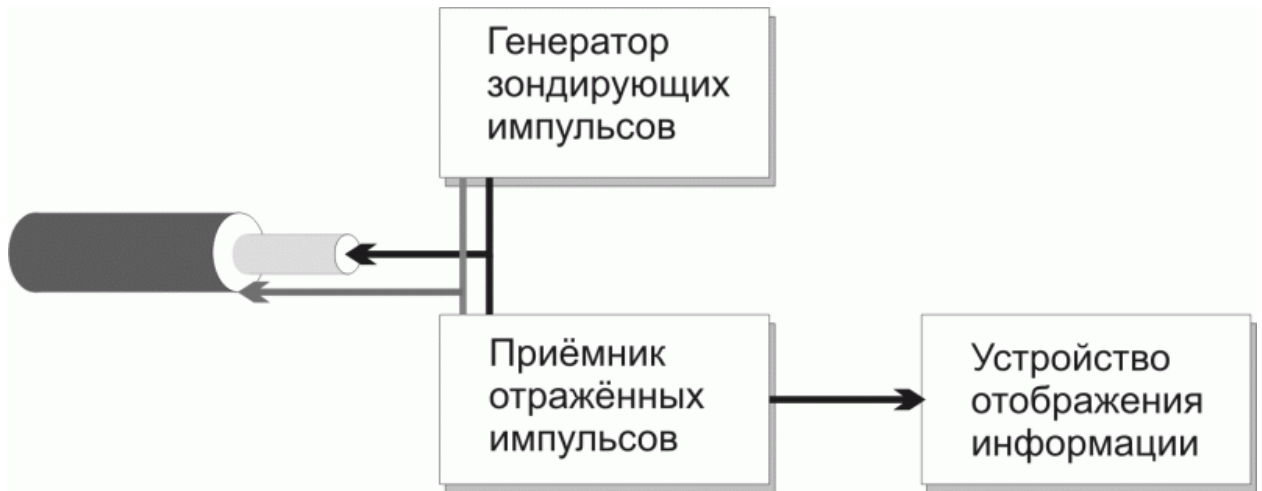 Генератор
зондирующих
импульсов
Приёмник
отражённых
импульсов
Устройство
отображения
информации